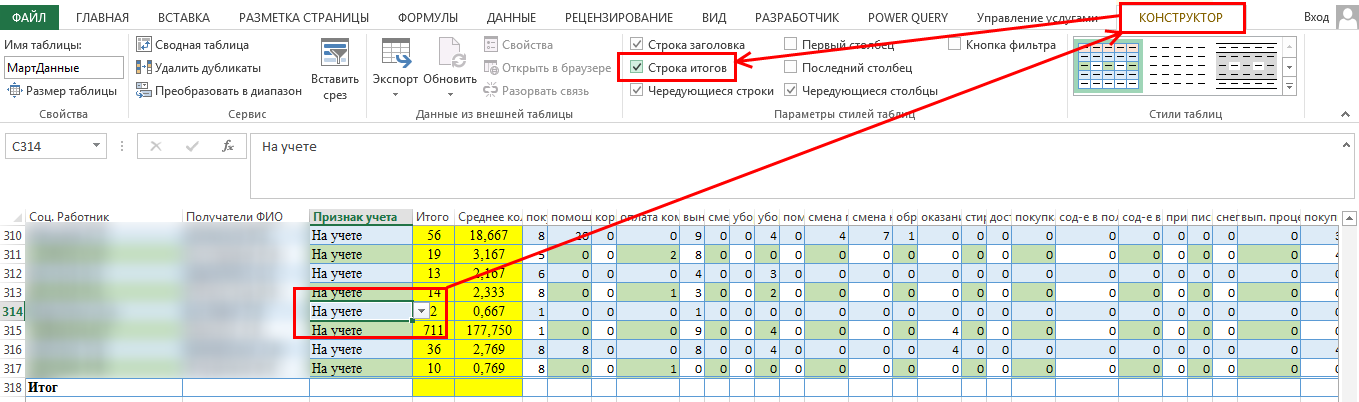 ФАЙЛ ГЛАВНАЯ ВСТАВКА РАЗМЕТКА СТРАНИЦЫ ФОРМУЛЫ ДАННЫЕ РЕЦЕНЗИРОВАНИЕ ВИД РАЗРАБОТЧИК POWER QUERY Управление услугами КОНСТРУКТОР Вход
Имя таблицы:
МартДанные
Размер таблицы
Свойства
Сводная таблица
Удалить дубликаты
Преобразовать в диапазон
Вставить
срез
Сервис
Экспорт
Обновить
Свойства
Открыть в браузере
Разорвать связь
Данные из внешней таблицы
Строка заголовка
Строка итогов
Чередующиеся строки
Первый столбец
Последний столбец
Чередующиеся столбцы
Кнопка фильтра
Параметры стилей таблиц
Стили таблиц
C314 fx На учете
Соц. Работник Получатели ФИО Признак учета Итого Среднее кол. пок помощ кор оплата ком вын сме убо убо пом смена г смена н обр оказани стир дост покупк сод-е в пол сод-е в при пис снег вып. проце покуп
310 На учете 56 18,667 8 20 0 0 9 0 0 4 0 4 7 1 0 0 0 0 0 0 0 0 0 0 3
311 На учете 19 3,167 5 0 0 2 8 0 0 0 0 0 0 0 0 0 0 0 0 0 0 0 0 0 4
312 На учете 13 2,167 6 0 0 0 4 0 0 3 0 0 0 0 0 0 0 0 0 0 0 0 0 0 0
313 На учете 14 2,333 8 0 0 1 3 0 0 2 0 0 0 0 0 0 0 0 0 0 0 0 0 0 0
314 На учете 2 0,667 1 0 0 0 1 0 0 0 0 0 0 0 0 0 0 0 0 0 0 0 0 0 0
315 На учете 711 177,750 1 0 0 0 9 0 0 4 0 0 0 0 4 0 0 0 0 0 0 0 0 0 0
316 На учете 36 2,769 8 8 0 0 8 0 0 4 0 0 0 0 4 0 0 0 0 0 0 0 0 0 4
317 На учете 10 0,769 8 0 0 1 0 0 0 0 0 0 0 0 0 0 0 0 0 0 0 0 0 0 0
318 Итог